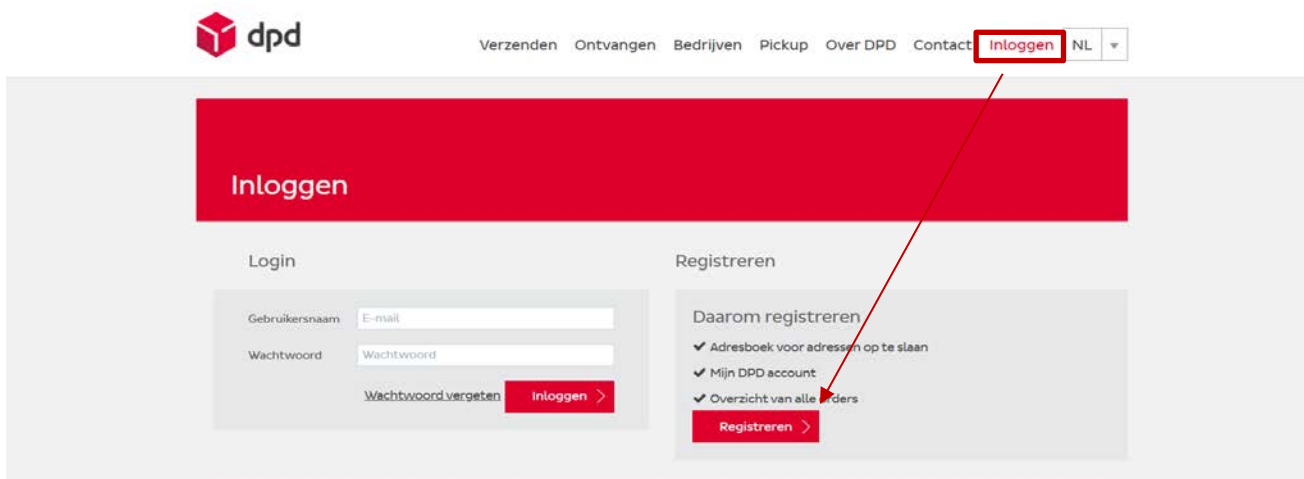 dpd
Verzenden Ontvangen Bedrijven Pickup Over DPD Contact Inloggen NL
Inloggen
Login
Gebruikersnaam E-mail
Wachtwoord Wachtwoord
Wachtwoord vergeten Inloggen
Registreren
Daarom registreren
Adresboek voor adressen op te slaan
Mijn DPD account
Overzicht van alle orders
Registreren